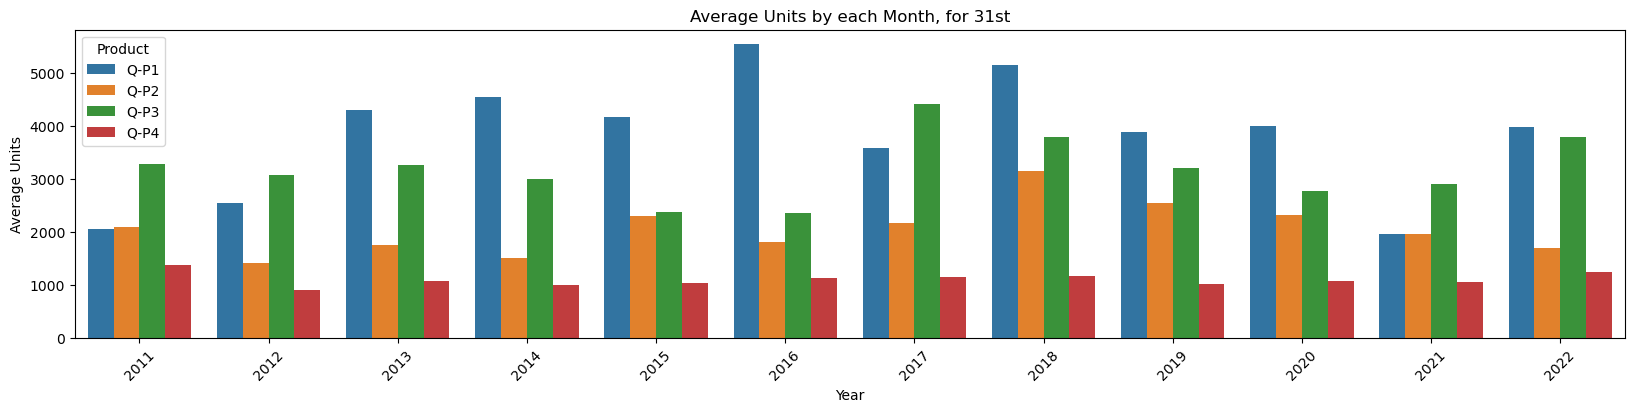 Average Units by each Month, for 31st
Product
Q-P1
Q-P2
Q-P3
Q-P4
Average Units
5000
4000
3000
2000
1000
0
2011
2012
2013
2014
2015
2016
2017
2018
2019
2020
2021
2022
Year